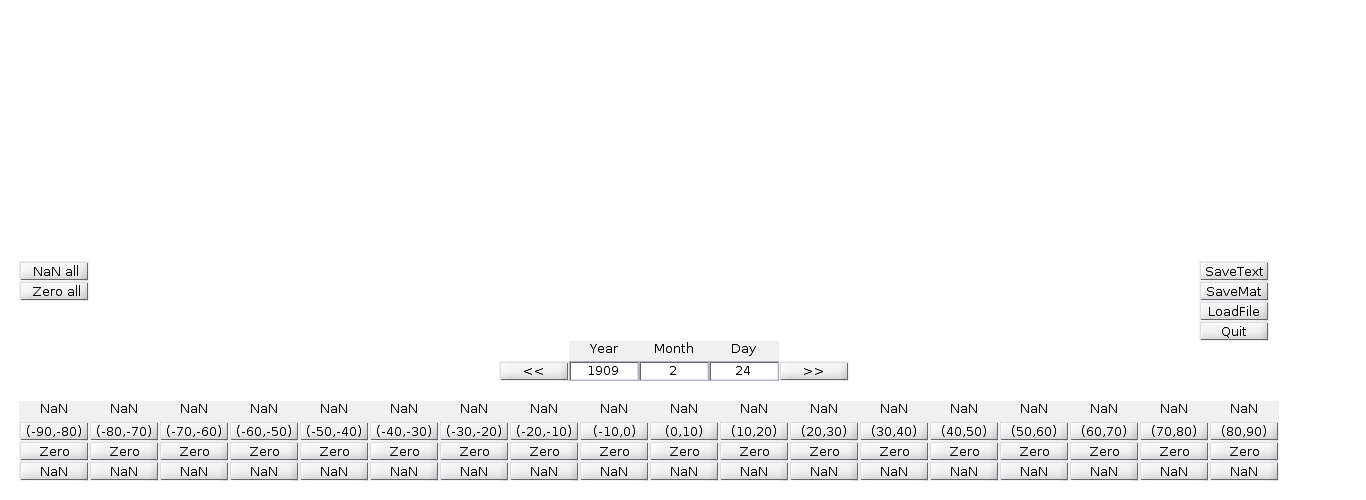 NaN all SaveText
Zero all SaveMat
LoadFile
Quit
Year Month Day
<< 1909 2 24 >>
NaN NaN NaN NaN NaN NaN NaN NaN NaN NaN NaN NaN NaN NaN NaN NaN NaN NaN
(-90,-80) (-80,-70) (-70,-60) (-60,-50) (-50,-40) (-40,-30) (-30,-20) (-20,-10) (-10,0) (0,10) (10,20) (20,30) (30,40) (40,50) (50,60) (60,70) (70,80) (80,90)
Zero Zero Zero Zero Zero Zero Zero Zero Zero Zero Zero Zero Zero Zero Zero Zero Zero Zero
NaN NaN NaN NaN NaN NaN NaN NaN NaN NaN NaN NaN NaN NaN NaN NaN NaN NaN